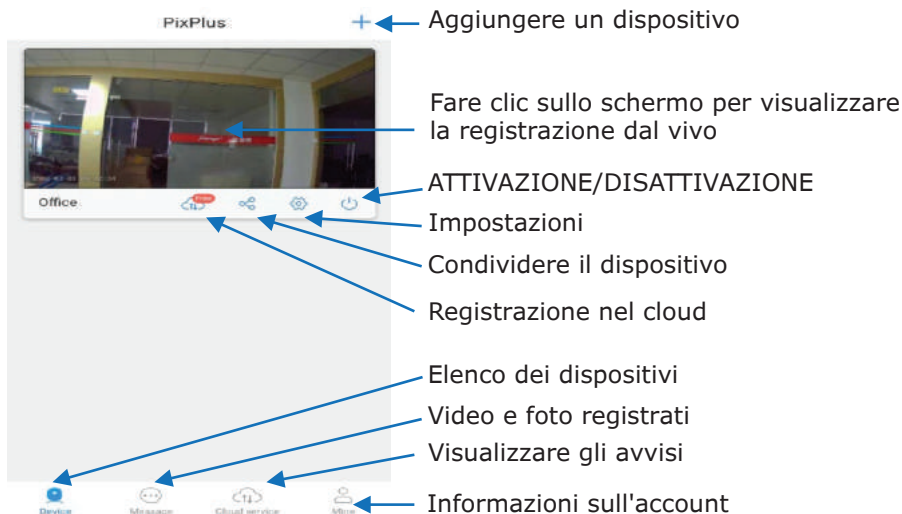 PixPlus
Aggiungere un dispositivo
Fare clic sullo schermo per visualizzare
la registrazione dal vivo
ATTIVAZIONE/DISATTIVAZIONE
Office
Free
Impostazioni
Condividere il dispositivo
Registrazione nel cloud
Elenco dei dispositivi
Video e foto registrati
Visualizzare gli avvisi
Informazioni sull'account
Device
Message
Cloud service
Mine